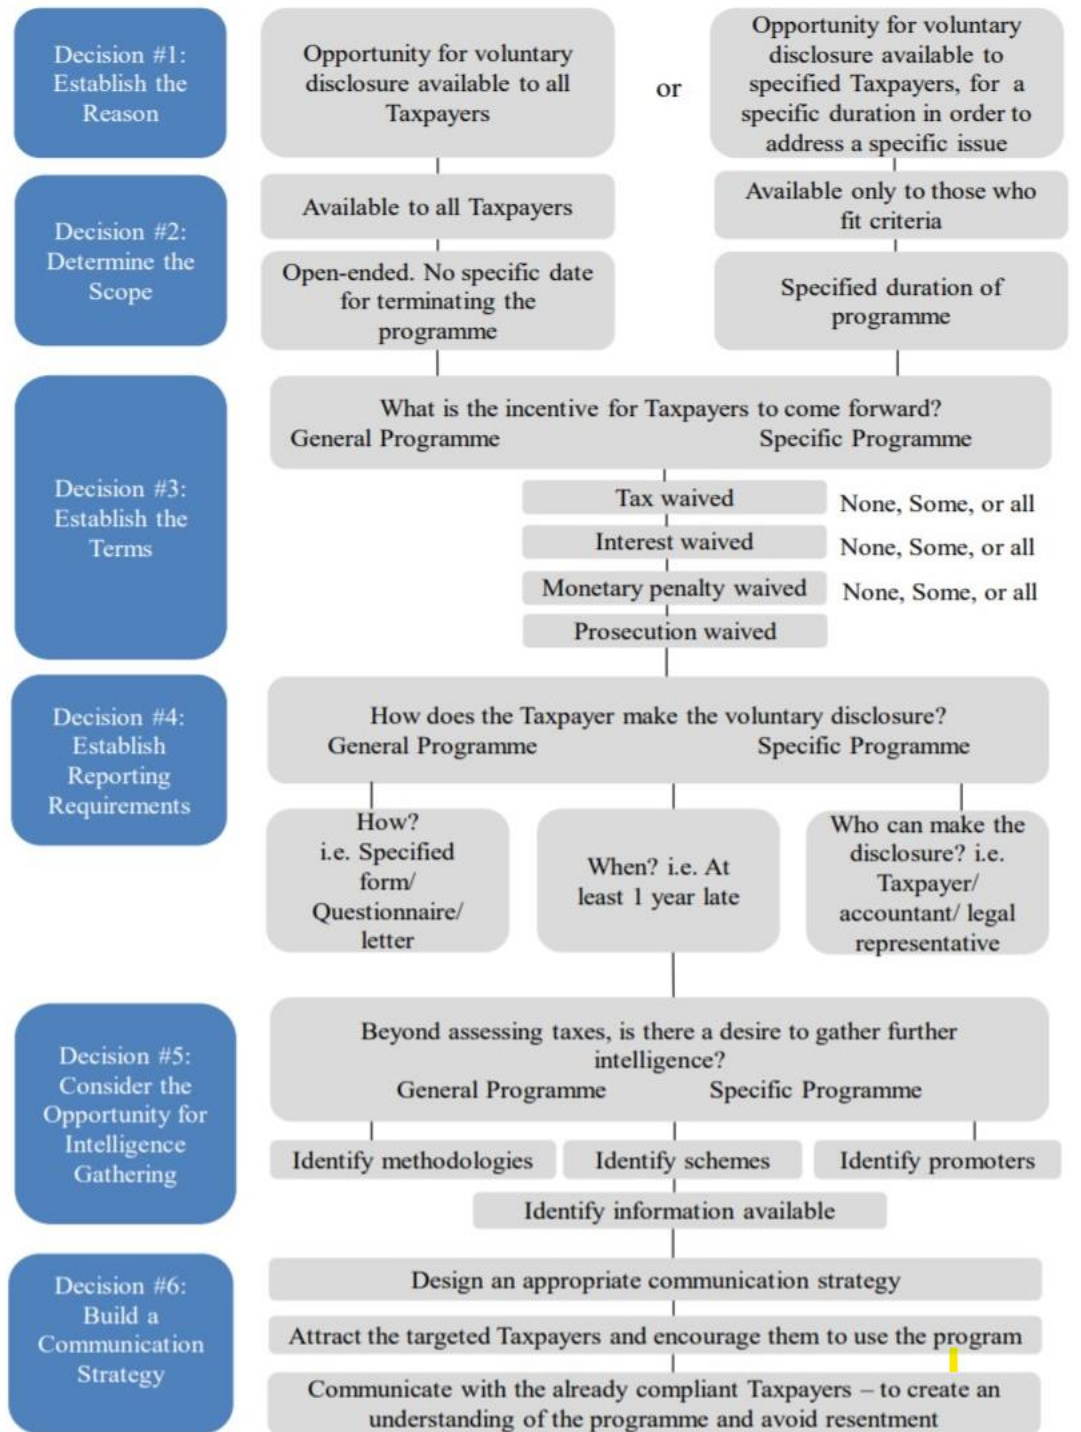 Decision #1:
Establish the
Reason
Opportunity for voluntary
disclosure available to all
Taxpayers
or
Opportunity for voluntary
disclosure available to
specified Taxpayers, for a
specific duration in order to
address a specific issue
Decision #2:
Determine the
Scope
Available to all Taxpayers
Available only to those who
fit criteria
Open-ended. No specific date
for terminating the
programme
Specified duration of
programme
Decision #3:
Establish the
Terms
What is the incentive for Taxpayers to come forward?
General Programme Specific Programme
Tax waived None, Some, or all
Interest waived None, Some, or all
Monetary penalty waived None, Some, or all
Prosecution waived
Decision #4:
Establish
Reporting
Requirements
How does the Taxpayer make the voluntary disclosure?
General Programme Specific Programme
How?
i.e. Specified
form/
Questionnaire/
letter
When? i.e. At
least 1 year late
Who can make the
disclosure? i.e.
Taxpayer/
accountant/ legal
representative
Decision #5:
Consider the
Opportunity for
Intelligence
Gathering
Beyond assessing taxes, is there a desire to gather further
intelligence?
General Programme Specific Programme
Identify methodologies
Identify schemes
Identify promoters
Identify information available
Decision #6:
Build a
Communication
Strategy
Design an appropriate communication strategy
Attract the targeted Taxpayers and encourage them to use the program
Communicate with the already compliant Taxpayers – to create an
understanding of the programme and avoid resentment